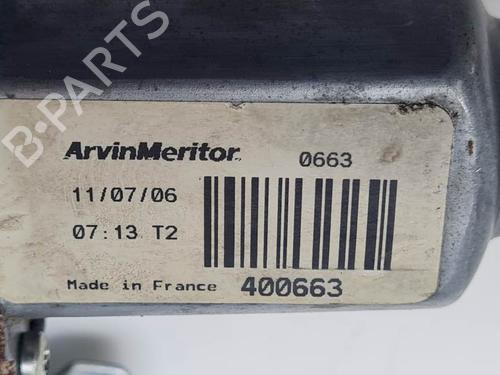 B-PARTS
ArvinMeritor. 0663
11/07/06
07:13 T2
Made in France 400663